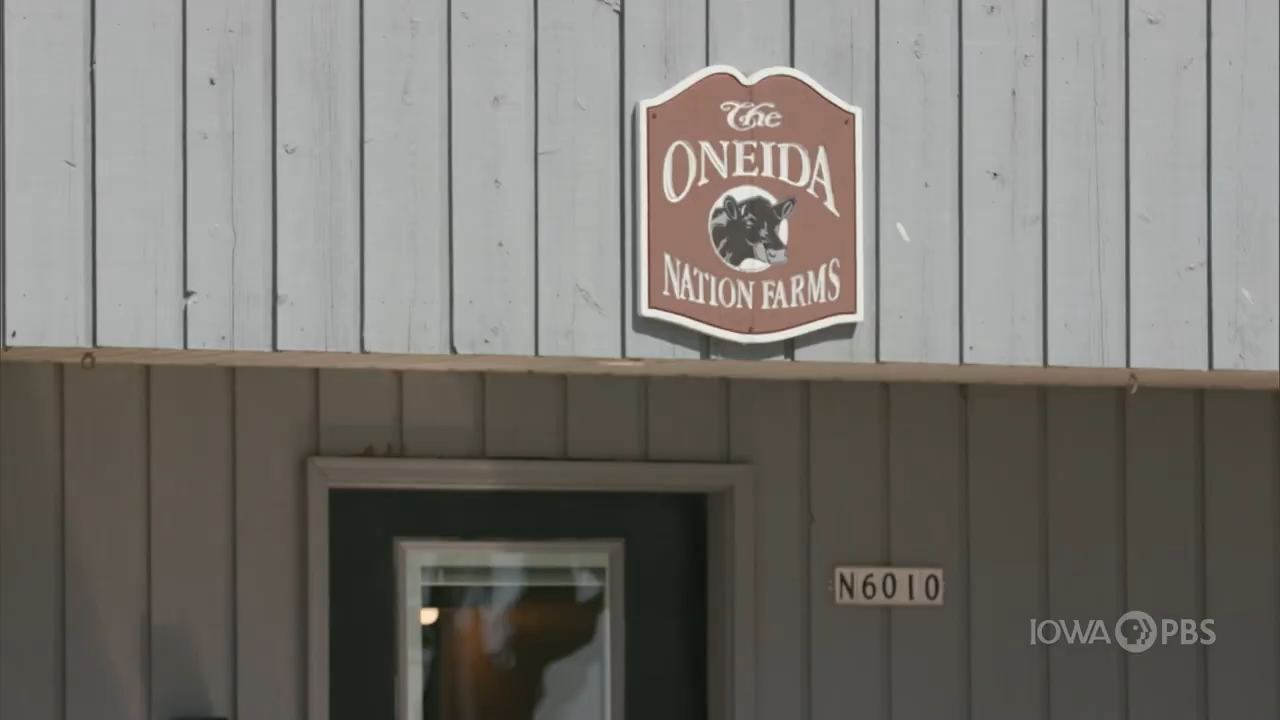 The
ONEIDA
NATION FARMS
N6010
IOWA PBS